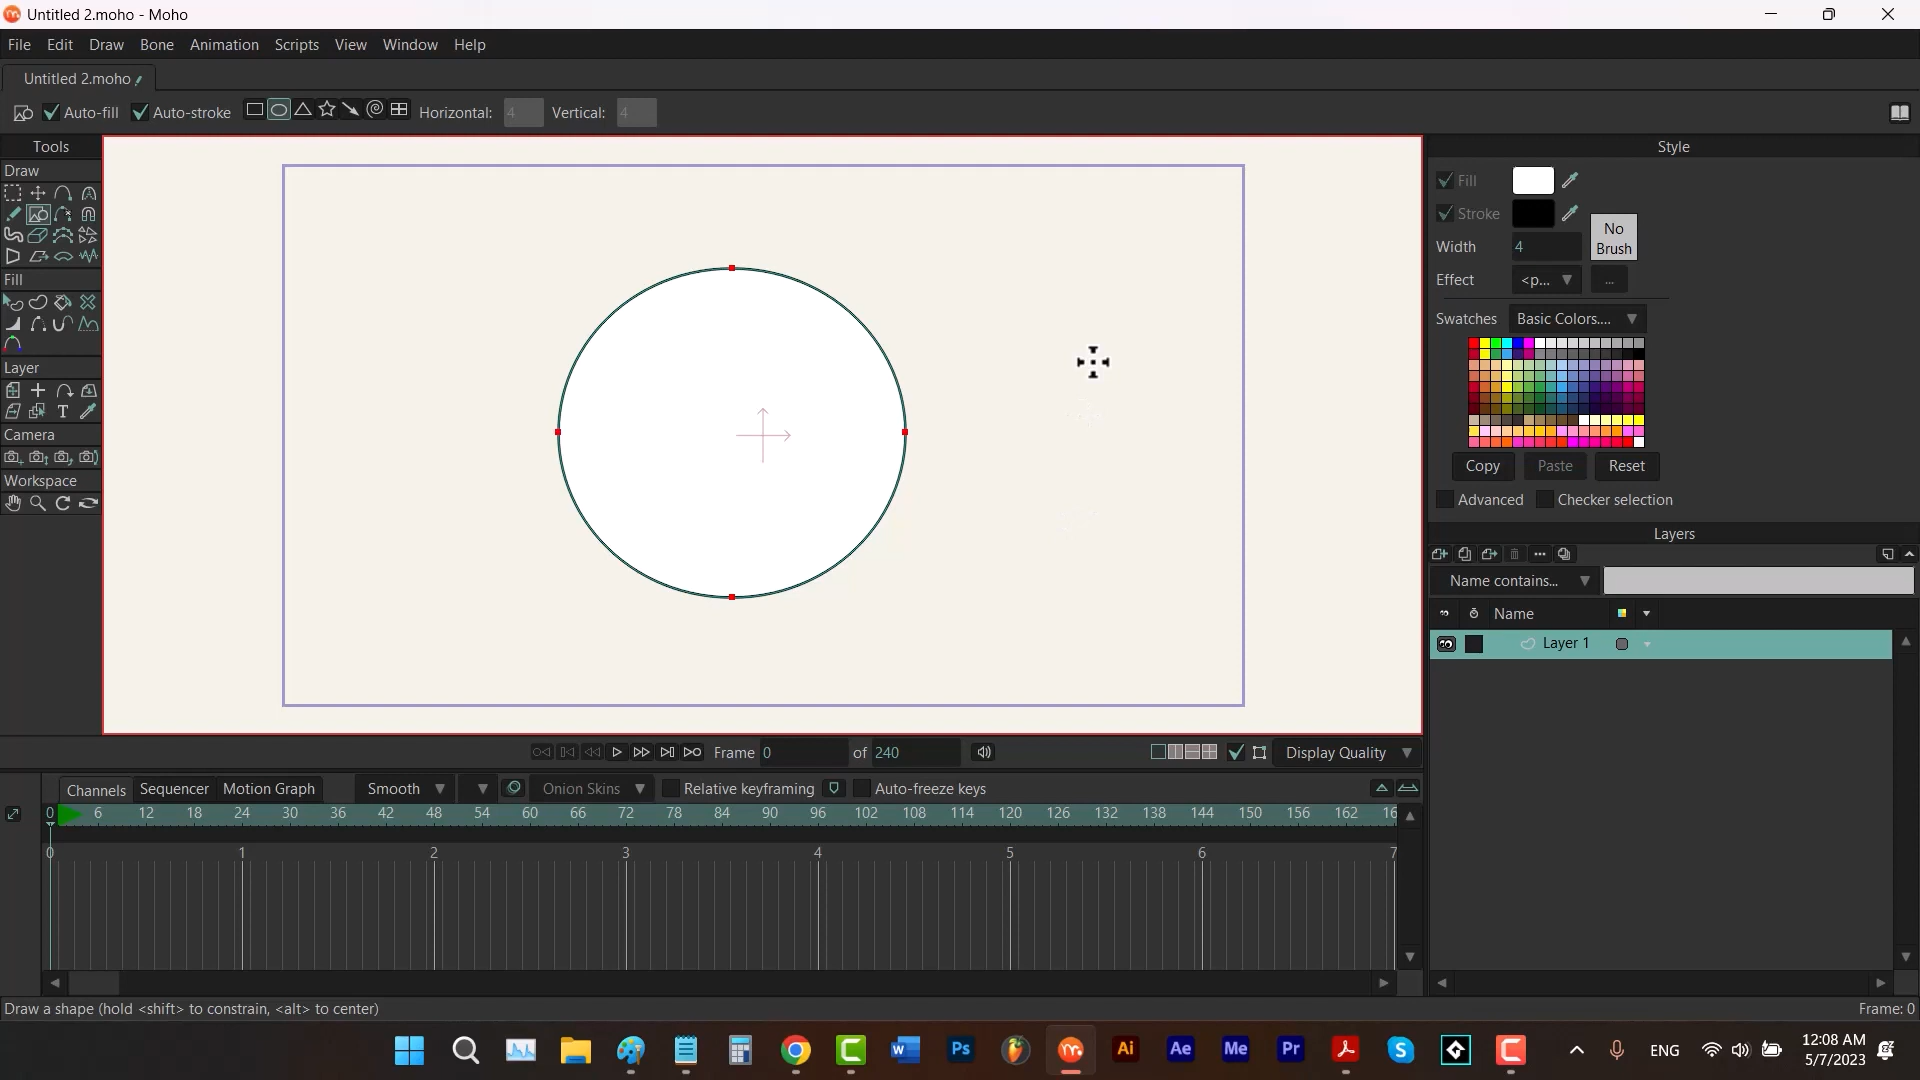 Untitled 2.moho - Moho
File Edit Draw Bone Animation Scripts View Window Help
Untitled 2.moho
Auto-fill Auto-stroke Horizontal: 4 Vertical: 4
Tools
Draw
Fill
Layer
T
Camera
Workspace
Style
Fill
Stroke
Width 4
No
Brush
Effect <p... ...
Swatches Basic Colors....
Copy Paste Reset
Advanced Checker selection
Layers
Name contains...
Name
Layer 1
Frame 0 of 240 Display Quality
Channels Sequencer Motion Graph Smooth Onion Skins Relative keyframing Auto-freeze keys
0 6 12 18 24 30 36 42 48 54 60 66 72 78 84 90 96 102 108 114 120 126 132 138 144 150 156 162 16
0 1 2 3 4 5 6 7
Draw a shape (hold <shift> to constrain, <alt> to center) Frame: 0
Ps Ai Ae Me Pr ENG 12:08 AM
5/7/2023